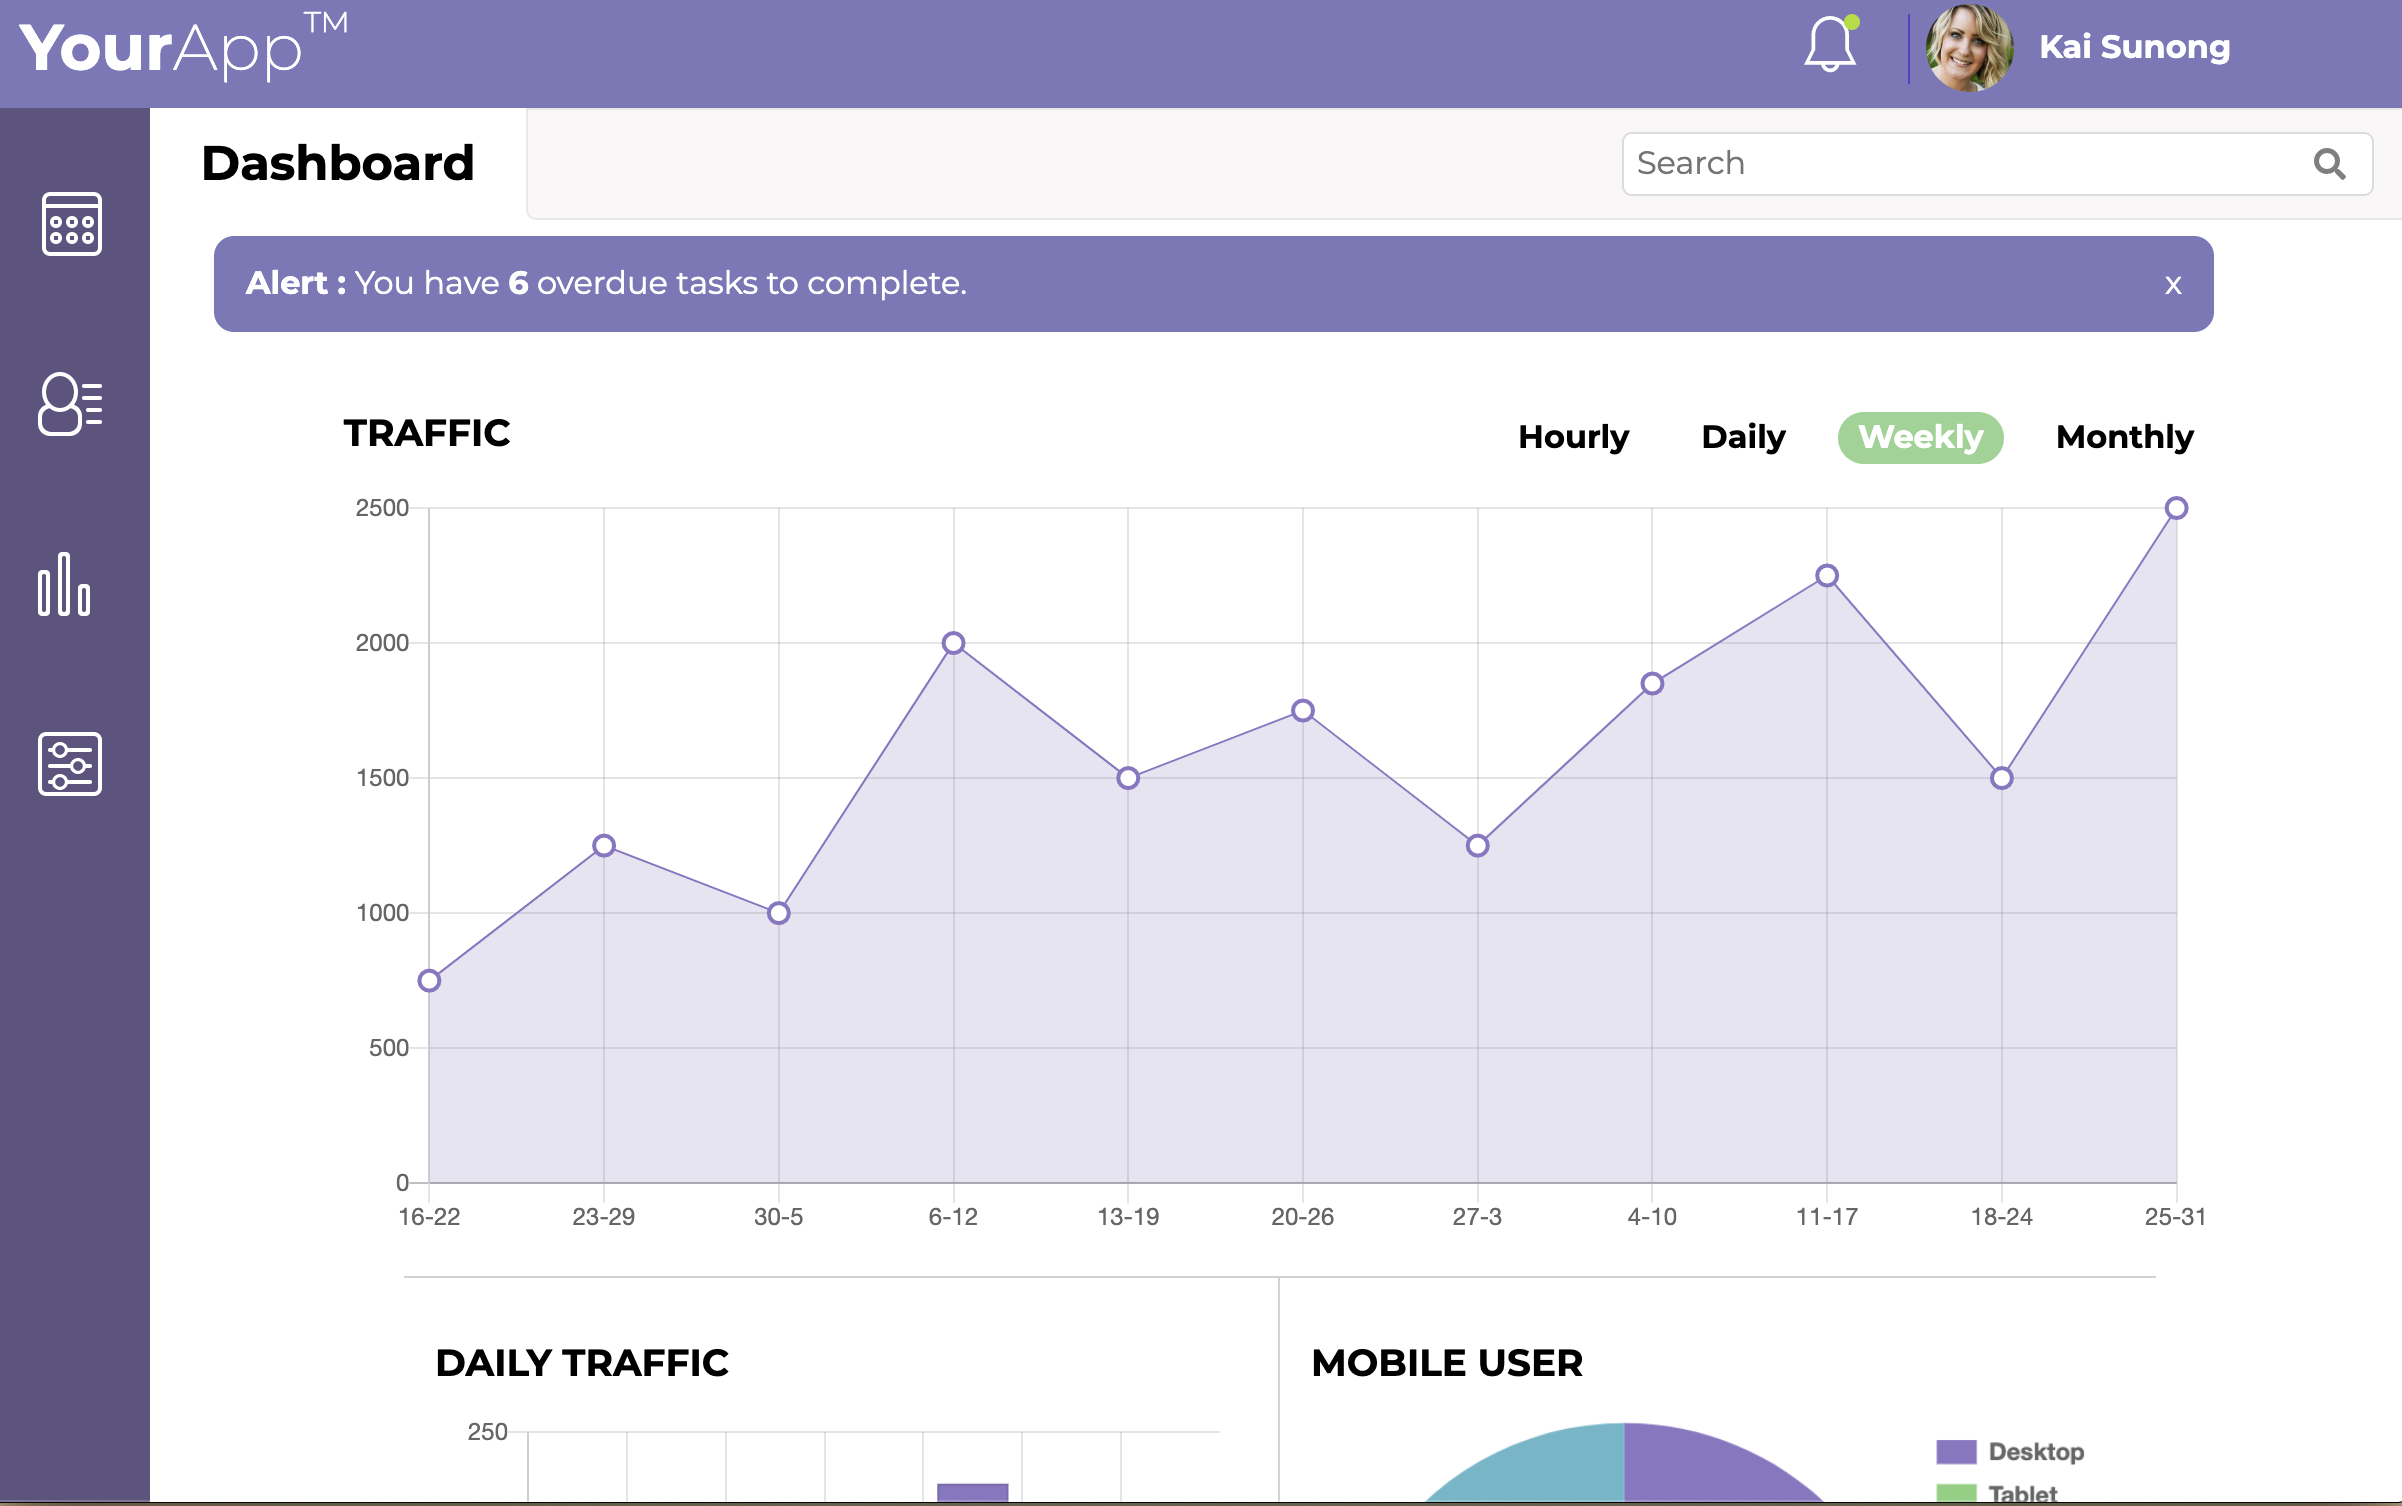 YourApp™
Kai Sunong
Dashboard
Search
Alert : You have 6 overdue tasks to complete.
x
TRAFFIC
Hourly Daily Weekly Monthly
2500
2000
1500
1000
500
0
16-22 23-29 30-5 6-12 13-19 20-26 27-3 4-10 11-17 18-24 25-31
DAILY TRAFFIC
MOBILE USER
250
Desktop
Tablet